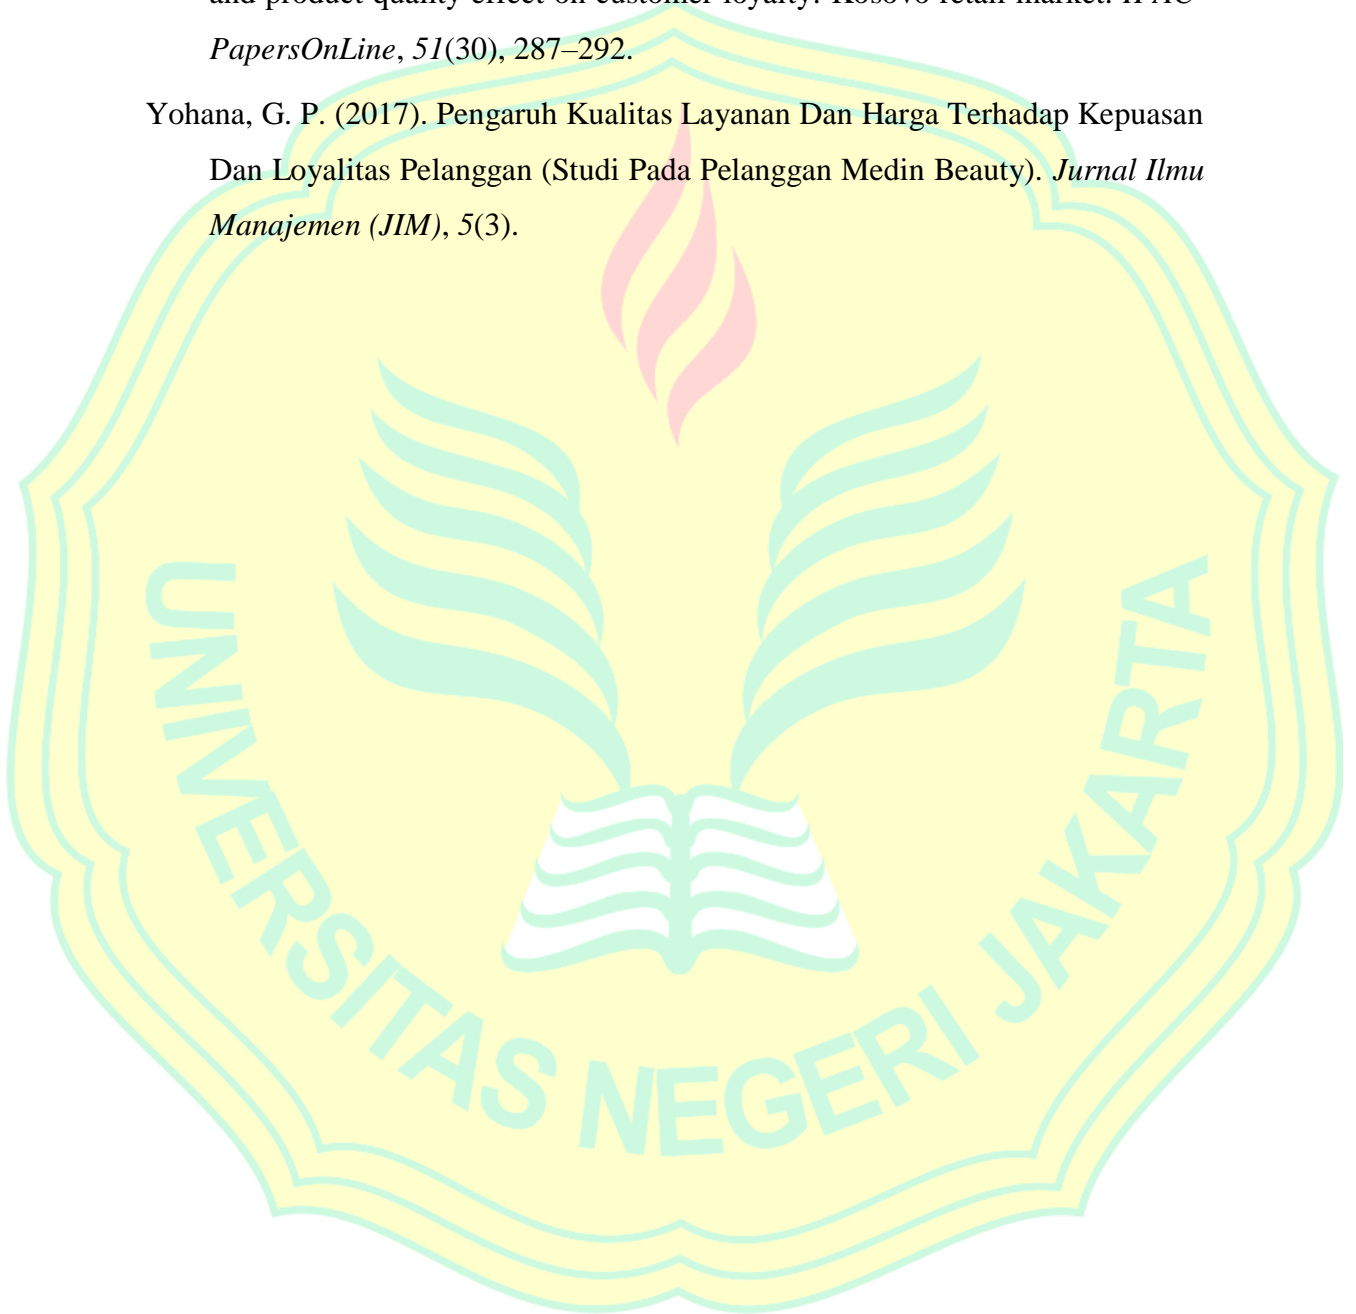 and product quality effect on customer loyalty: Kosovo retail market. IFAC-
PapersOnLine, 51(30), 287–292.
Yohana, G. P. (2017). Pengaruh Kualitas Layanan Dan Harga Terhadap Kepuasan
Dan Loyalitas Pelanggan (Studi Pada Pelanggan Medin Beauty). Jurnal Ilmu
Manajemen (JIM), 5(3).
UNIVERSITAS NEGERI JAKARTA